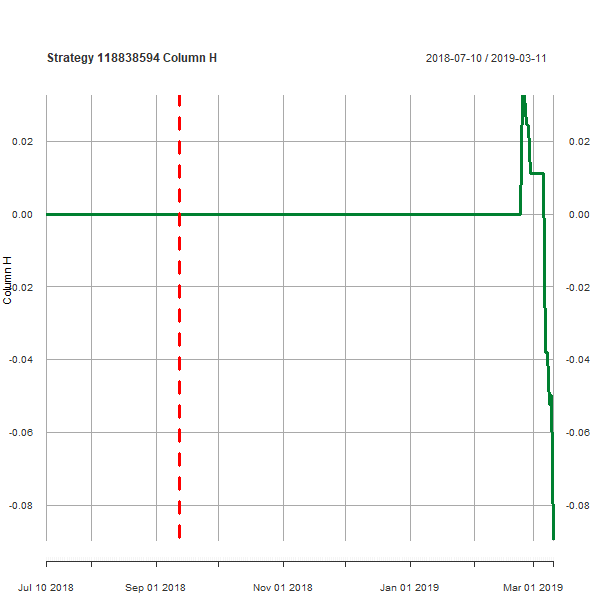 Strategy 118838594 Column H
2018-07-10 / 2019-03-11
0.02
0.02
0.00
0.00
Column H
-0.02
-0.02
-0.04
-0.04
-0.06
-0.06
-0.08
-0.08
Jul 10 2018
Sep 01 2018
Nov 01 2018
Jan 01 2019
Mar 01 2019